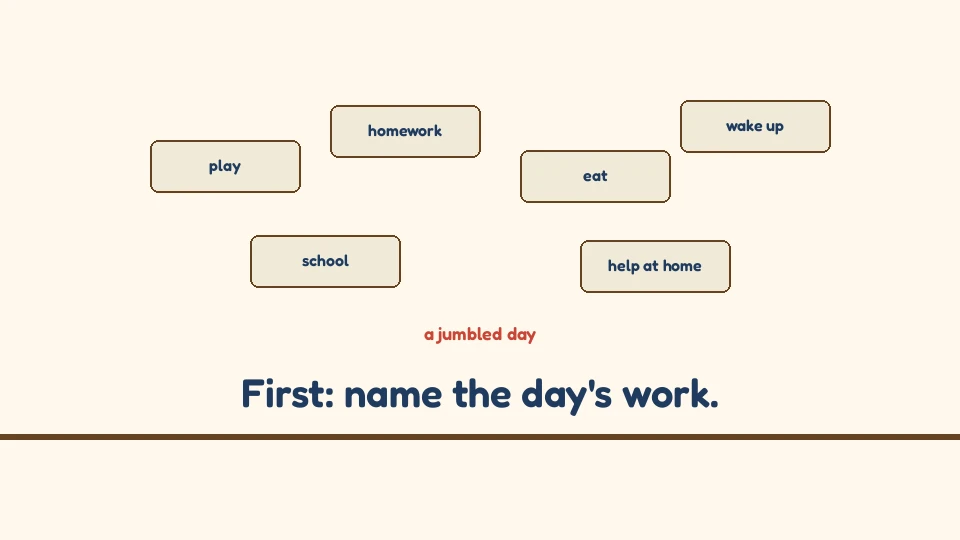 wake up
homework
play
eat
school
help at home
a jumbled day
First: name the day's work.